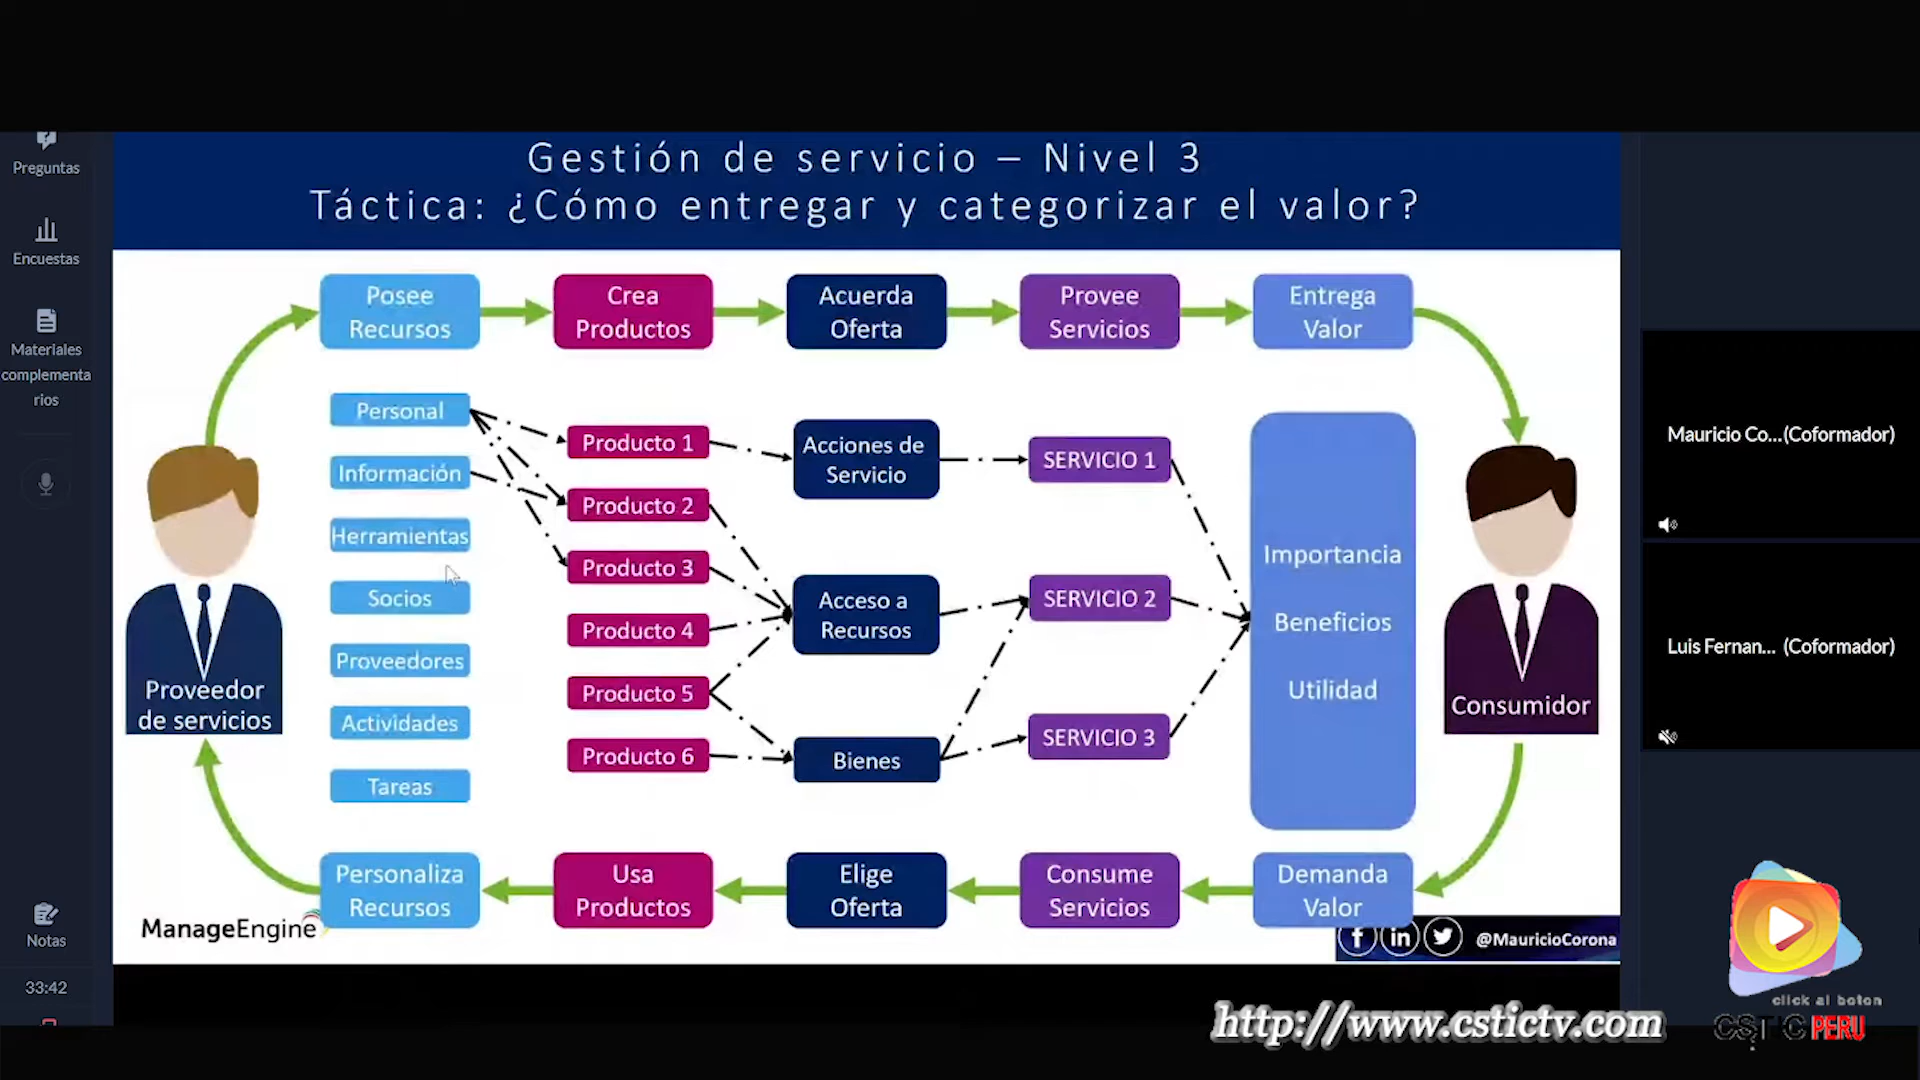 Preguntas
Encuestas
Materiales
complementa
rios
Notas
33:42
Gestión de servicio – Nivel 3
Táctica: ¿Cómo entregar y categorizar el valor?
Posee
Recursos
Crea
Productos
Acuerda
Oferta
Provee
Servicios
Entrega
Valor
Personal
Información
Herramientas
Socios
Proveedores
Actividades
Tareas
Producto 1
Producto 2
Producto 3
Producto 4
Producto 5
Producto 6
Acciones de
Servicio
Acceso a
Recursos
Bienes
SERVICIO 1
SERVICIO 2
SERVICIO 3
Importancia
Beneficios
Utilidad
Proveedor
de servicios
Consumidor
Personaliza
Recursos
Usa
Productos
Elige
Oferta
Consume
Servicios
Demanda
Valor
ManageEngine
f in @MauricioCorona
Mauricio Co...(Coformador)
Luis Fernan... (Coformador)
click al boton
CSTIC PERU
http://www.cstictv.com